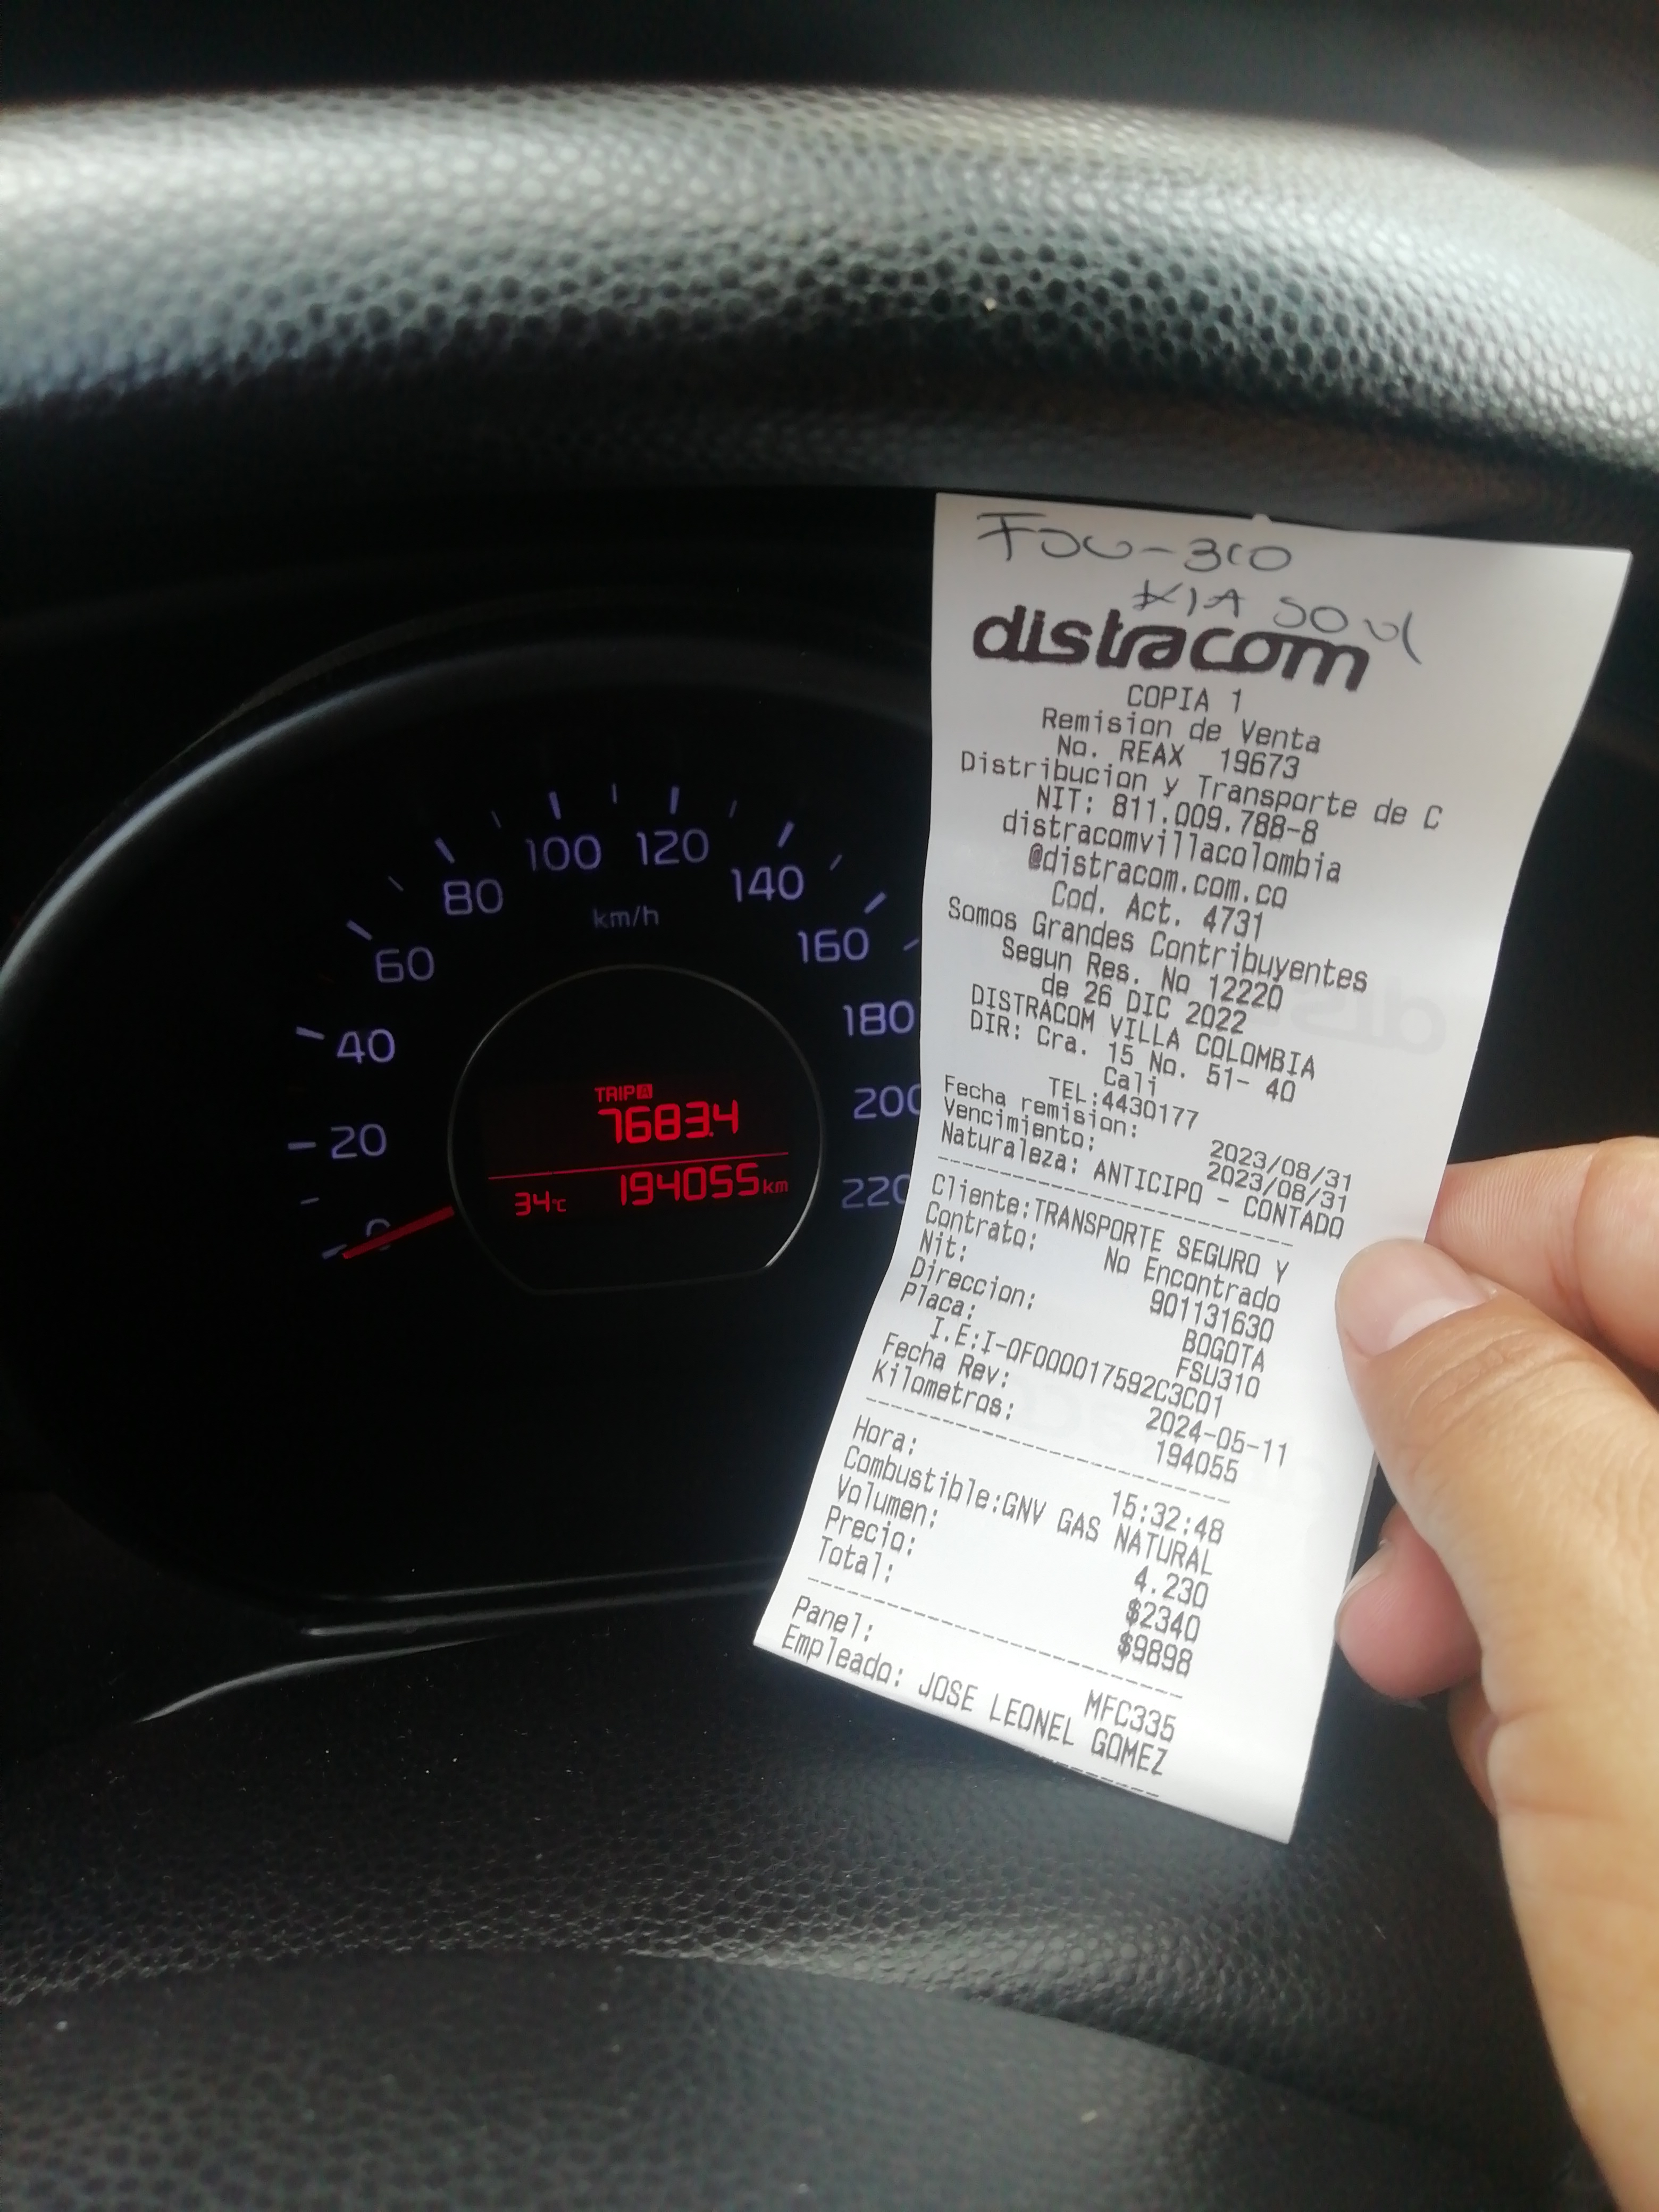 100 120
80 140
km/h
60 160
40 180
TRIP A
7683.4
200
20
194055 km
34°C
220
0
KIA soul
distracom
COPIA 1
Remision de Venta
No. REAX 19673
Distribucion y Transporte de C
NIT: 811.009.788-8
distracomvillacolombia
@distracom.com.co
Cod. Act. 4731
Somos Grandes Contribuyentes
Segun Res. No 12220
de 26 DIC 2022
DISTRACOM VILLA COLOMBIA
DIR: Cra. 15 No. 51- 40
Cali
TEL:4430177
Fecha remision: 2023/08/31
Vencimiento: 2023/08/31
Naturaleza: ANTICIPO - CONTADO
Cliente:TRANSPORTE SEGURO Y
Contrato: No Encontrado
Nit: 901131630
Direccion: BOGOTA
Placa: FSU310
I.E:I-0F000017592C3C01
Fecha Rev: 2024-05-11
Kilometros: 194055
Hora: 15:32:48
Combustible:GNV GAS NATURAL
Volumen: 4.230
Precio: $2340
Total: $9898
Panel: MFC335
Empleado: JOSE LEONEL GOMEZ